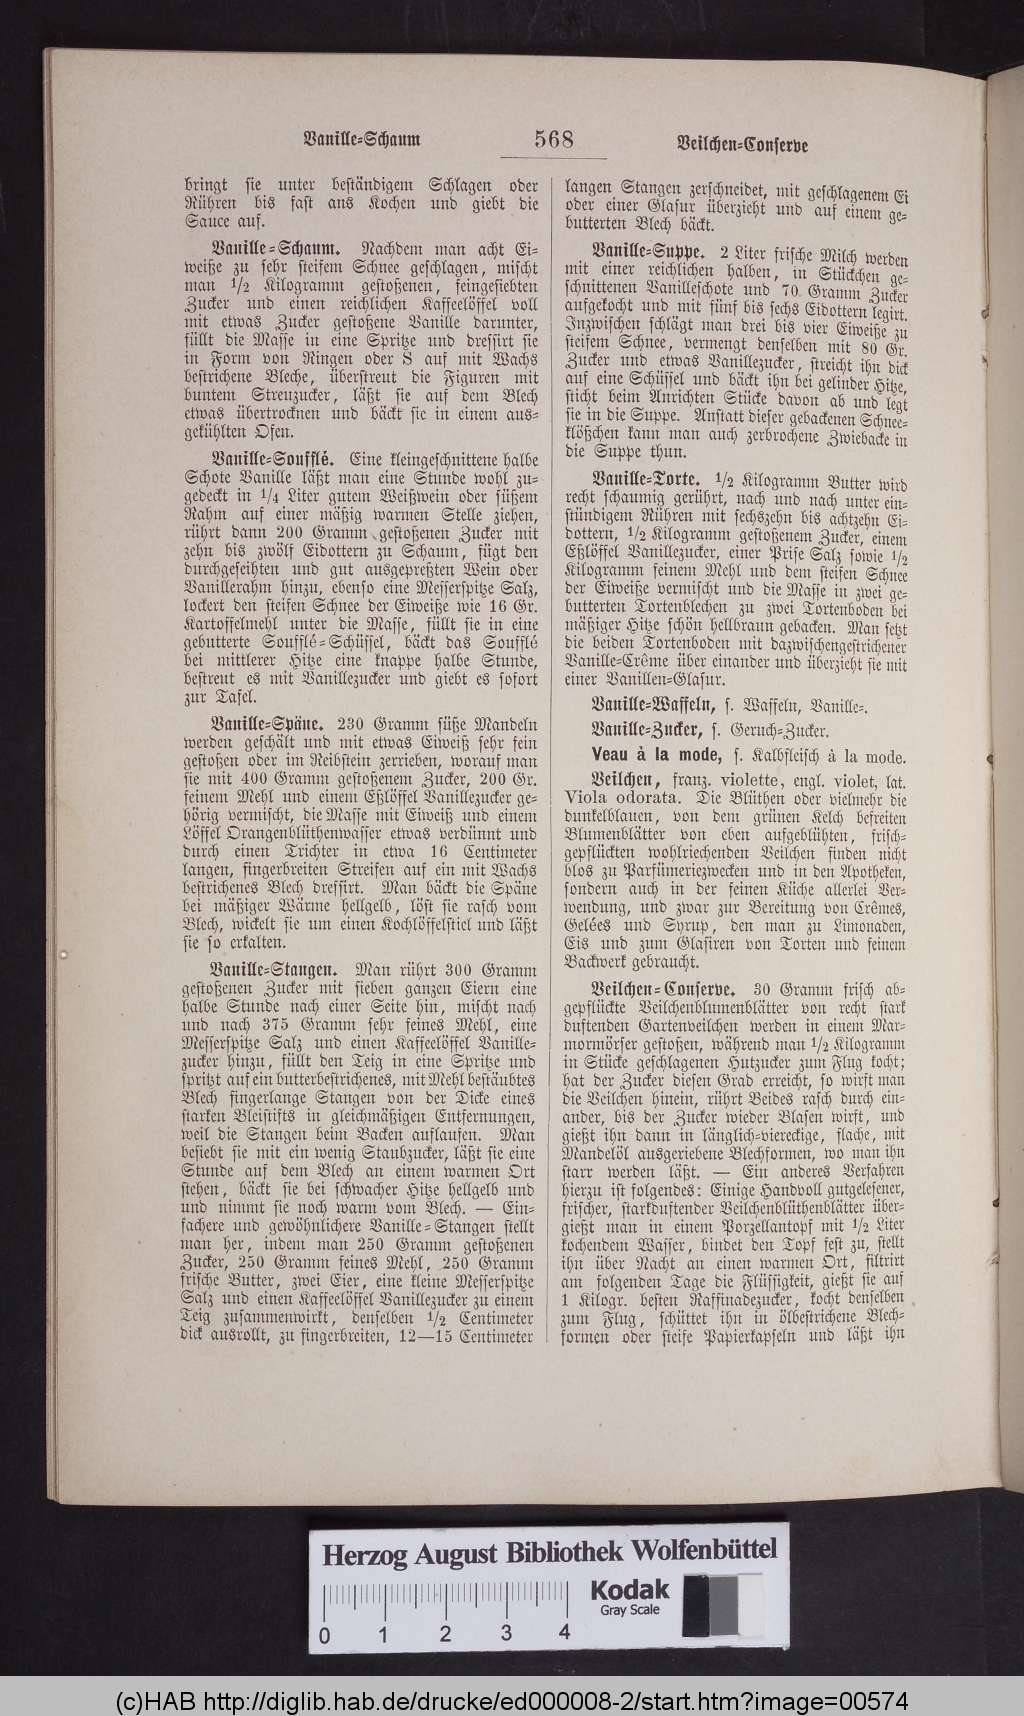 Vanille-Schaum 568 Veilchen-Conserve
bringt sie unter beständigem Schlagen oder
Rühren bis fast ans Kochen und giebt die
Sauce auf.
Vanille-Schaum. Nachdem man acht Ei-
weiße zu sehr steifem Schnee geschlagen, mischt
man 1/2 Kilogramm gestoßenen, feingesiebten
Zucker und einen reichlichen Kaffeelöffel voll
mit etwas Zucker gestoßene Vanille darunter,
füllt die Masse in eine Spritze und dressirt sie
in Form von Ringen oder S auf mit Wachs
bestrichene Bleche, überstreut die Figuren mit
buntem Streuzucker, läßt sie auf dem Blech
etwas übertrocknen und bäckt sie in einem aus-
gekühlten Ofen.
Vanille-Soufflé. Eine kleingeschnittene halbe
Schote Vanille läßt man eine Stunde wohl zu-
gedeckt in 1/4 Liter gutem Weißwein oder süßem
Rahm auf einer mäßig warmen Stelle ziehen,
rührt dann 200 Gramm gestoßenen Zucker mit
zehn bis zwölf Eidottern zu Schaum, fügt den
durchgeseihten und gut ausgepreßten Wein oder
Vanillerahm hinzu, ebenso eine Messerspitze Salz,
lockert den steifen Schnee der Eiweiße wie 16 Gr.
Kartoffelmehl unter die Masse, füllt sie in eine
gebutterte Soufflé-Schüssel, bäckt das Soufflé
bei mittlerer Hitze eine knappe halbe Stunde,
bestreut es mit Vanillezucker und giebt es sofort
zur Tafel.
Vanille-Späne. 230 Gramm süße Mandeln
werden geschält und mit etwas Eiweiß sehr fein
gestoßen oder im Reibstein zerrieben, worauf man
sie mit 400 Gramm gestoßenem Zucker, 200 Gr.
feinem Mehl und einem Eßlöffel Vanillezucker ge-
hörig vermischt, die Masse mit Eiweiß und einem
Löffel Orangenblüthenwasser etwas verdünnt und
durch einen Trichter in etwa 16 Centimeter
langen, fingerbreiten Streifen auf ein mit Wachs
bestrichenes Blech dressirt. Man bäckt die Späne
bei mäßiger Wärme hellgelb, löst sie rasch vom
Blech, wickelt sie um einen Kochlöffelstiel und läßt
sie so erkalten.
Vanille-Stangen. Man rührt 300 Gramm
gestoßenen Zucker mit sieben ganzen Eiern eine
halbe Stunde nach einer Seite hin, mischt nach
und nach 375 Gramm sehr feines Mehl, eine
Messerspitze Salz und einen Kaffeelöffel Vanille-
zucker hinzu, füllt den Teig in eine Spritze und
spritzt auf ein butterbestrichenes, mit Mehl bestäubtes
Blech fingerlange Stangen von der Dicke eines
starken Bleistifts in gleichmäßigen Entfernungen,
weil die Stangen beim Backen auflaufen. Man
besiebt sie mit ein wenig Staubzucker, läßt sie eine
Stunde auf dem Blech an einem warmen Ort
stehen, bäckt sie bei schwacher Hitze hellgelb und
und nimmt sie noch warm vom Blech. — Ein-
fachere und gewöhnlichere Vanille-Stangen stellt
man her, indem man 250 Gramm gestoßenen
Zucker, 250 Gramm feines Mehl, 250 Gramm
frische Butter, zwei Eier, eine kleine Messerspitze
Salz und einen Kaffeelöffel Vanillezucker zu einem
Teig zusammenwirkt, denselben 1/2 Centimeter
dick ausrollt, zu fingerbreiten, 12—15 Centimeter
langen Stangen zerschneidet, mit geschlagenem Ei
oder einer Glasur überzieht und auf einem ge-
butterten Blech bäckt.
Vanille-Suppe. 2 Liter frische Milch werden
mit einer reichlichen halben, in Stückchen ge-
schnittenen Vanilleschote und 70 Gramm Zucker
aufgekocht und mit fünf bis sechs Eidottern legirt.
Inzwischen schlägt man drei bis vier Eiweiße zu
steifem Schnee, vermengt denselben mit 80 Gr.
Zucker und etwas Vanillezucker, streicht ihn dick
auf eine Schüssel und bäckt ihn bei gelinder Hitze,
sticht beim Anrichten Stücke davon ab und legt
sie in die Suppe. Anstatt dieser gebackenen Schnee-
klößchen kann man auch zerbrochene Zwiebacke in
die Suppe thun.
Vanille-Torte. 1/2 Kilogramm Butter wird
recht schaumig gerührt, nach und nach unter ein-
stündigem Rühren mit sechszehn bis achtzehn Ei-
dottern, 1/2 Kilogramm gestoßenem Zucker, einem
Eßlöffel Vanillezucker, einer Prise Salz sowie 1/2
Kilogramm feinem Mehl und dem steifen Schnee
der Eiweiße vermischt und die Masse in zwei ge-
butterten Tortenblechen zu zwei Tortenboden bei
mäßiger Hitze schön hellbraun gebacken. Man setzt
die beiden Tortenboden mit dazwischengestrichener
Vanille-Crême über einander und überzieht sie mit
einer Vanillen-Glasur.
Vanille-Waffeln, s. Waffeln, Vanille-.
Vanille-Zucker, s. Geruch-Zucker.
Veau à la mode, s. Kalbfleisch à la mode.
Veilchen, franz. violette, engl. violet, lat.
Viola odorata. Die Blüthen oder vielmehr die
dunkelblauen, von dem grünen Kelch befreiten
Blumenblätter von eben aufgeblühten, frisch-
gepflückten wohlriechenden Veilchen finden nicht
blos zu Parfümeriezwecken und in den Apotheken,
sondern auch in der feinen Küche allerlei Ver-
wendung, und zwar zur Bereitung von Crêmes,
Gelées und Syrup, den man zu Limonaden,
Eis und zum Glasiren von Torten und feinem
Backwerk gebraucht.
Veilchen-Conserve. 30 Gramm frisch ab-
gepflückte Veilchenblumenblätter von recht stark
duftenden Gartenveilchen werden in einem Mar-
mormörser gestoßen, während man 1/2 Kilogramm
in Stücke geschlagenen Hutzucker zum Flug kocht;
hat der Zucker diesen Grad erreicht, so wirft man
die Veilchen hinein, rührt Beides rasch durch ein-
ander, bis der Zucker wieder Blasen wirft, und
gießt ihn dann in länglich-viereckige, flache, mit
Mandelöl ausgeriebene Blechformen, wo man ihn
starr werden läßt. — Ein anderes Verfahren
hierzu ist folgendes: Einige Handvoll gutgelesener,
frischer, starkduftender Veilchenblüthenblätter über-
gießt man in einem Porzellantopf mit 1/2 Liter
kochendem Wasser, bindet den Topf fest zu, stellt
ihn über Nacht an einen warmen Ort, filtrirt
am folgenden Tage die Flüssigkeit, gießt sie auf
1 Kilogr. besten Raffinadezucker, kocht denselben
zum Flug, schüttet ihn in ölbestrichene Blech-
formen oder steife Papierkapseln und läßt ihn
Herzog August Bibliothek Wolfenbüttel
Kodak
Gray Scale
0 1 2 3 4
(c)HAB http://diglib.hab.de/drucke/ed000008-2/start.htm?image=00574